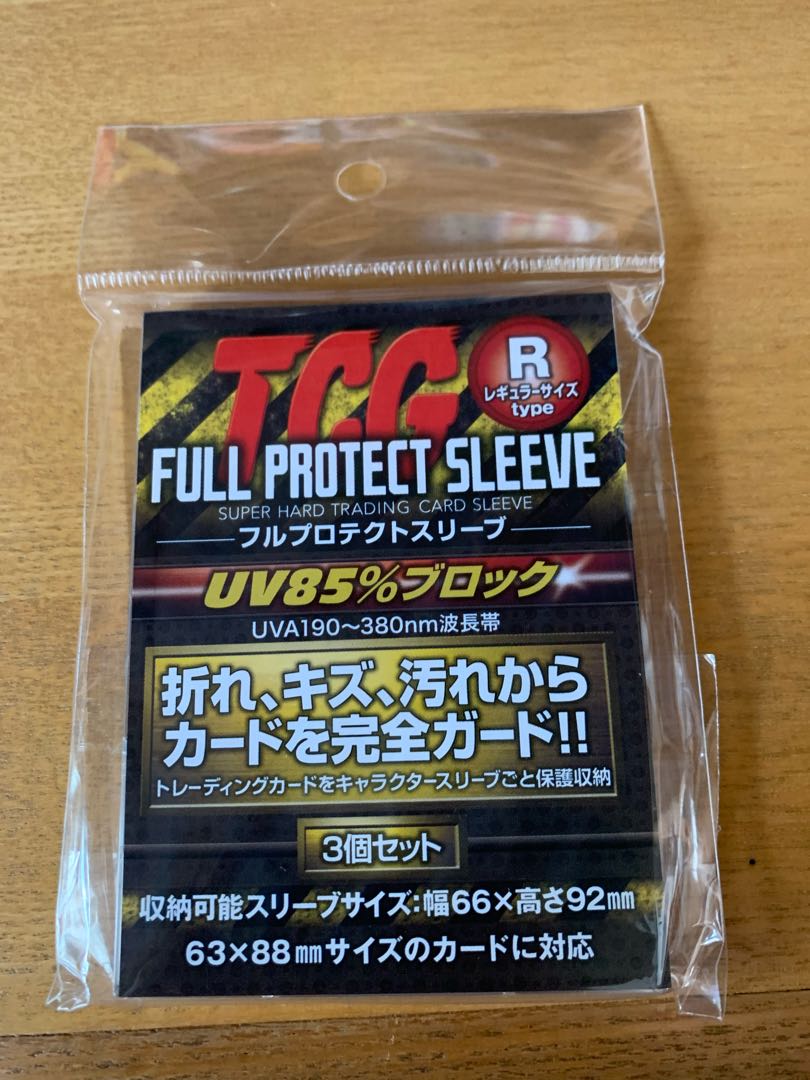 TCG
R
レギュラーサイズ
type
FULL PROTECT SLEEVE
SUPER HARD TRADING CARD SLEEVE
フルプロテクトスリーブ
UV85%ブロック
UVA190〜380nm波長帯
折れ、キズ、汚れから
カードを完全ガード!!
トレーディングカードをキャラクタースリーブごと保護収納
3個セット
収納可能スリーブサイズ:幅66×高さ92㎜
63×88㎜サイズのカードに対応